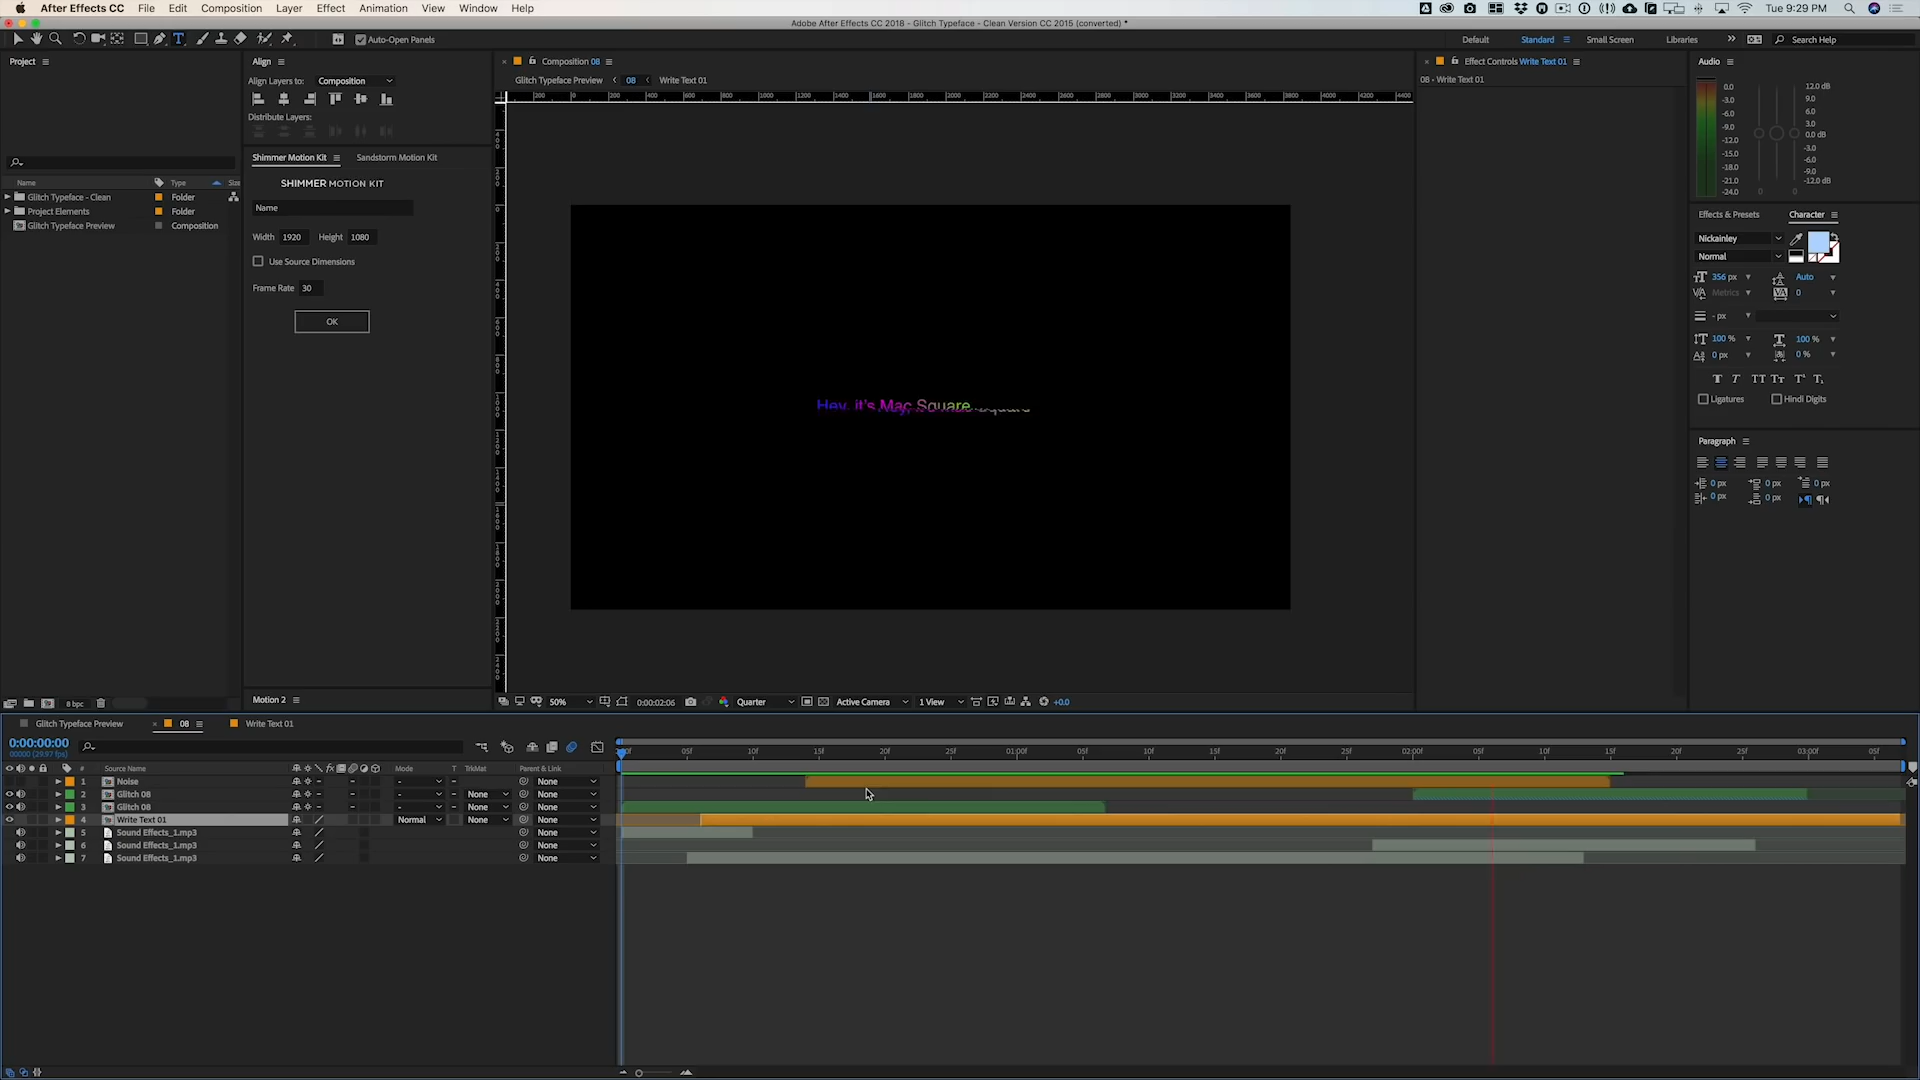 After Effects CC File Edit Composition Layer Effect Animation View Window Help
Tue 9:29 PM
Adobe After Effects CC 2018 - Glitch Typeface - Clean Version CC 2015 (converted) *
Auto-Open Panels
Default Standard Small Screen Libraries Search Help
Project
Name Type Size
Glitch Typeface - Clean Folder
Project Elements Folder
Glitch Typeface Preview Composition
8 bpc
Align
Align Layers to: Composition
Distribute Layers:
Shimmer Motion Kit Sandstorm Motion Kit
SHIMMER MOTION KIT
Name
Width 1920 Height 1080
Use Source Dimensions
Frame Rate 30
OK
Motion 2
Composition 08
Glitch Typeface Preview 08 Write Text 01
Hey, it's Mac Square
50% 0:00:02:06 Quarter Active Camera 1 View +0.0
Effect Controls Write Text 01
08 - Write Text 01
Audio
0.0 12.0 dB
-3.0 9.0
-6.0 6.0
-9.0 3.0
-12.0 0.0 dB
-15.0 -3.0
-18.0 -6.0
-21.0 -9.0
-24.0 -12.0 dB
0 0
Effects & Presets Character
Nickainley
Normal
356 px Auto
Metrics 0
- px
100 % 100 %
0 px 0 %
Ligatures Hindi Digits
Paragraph
0 px 0 px 0 px
0 px 0 px
Glitch Typeface Preview 08 Write Text 01
0:00:00:00
00000 (29.97 fps)
05f 10f 15f 20f 25f 01:00f 05f 10f 15f 20f 25f 02:00f 05f 10f 15f 20f 25f 03:00f 05f
# Source Name Mode T TrkMat Parent & Link
1 Noise - None
2 Glitch 08 - None None
3 Glitch 08 - None None
4 Write Text 01 Normal None None
5 Sound Effects_1.mp3 None
6 Sound Effects_1.mp3 None
7 Sound Effects_1.mp3 None